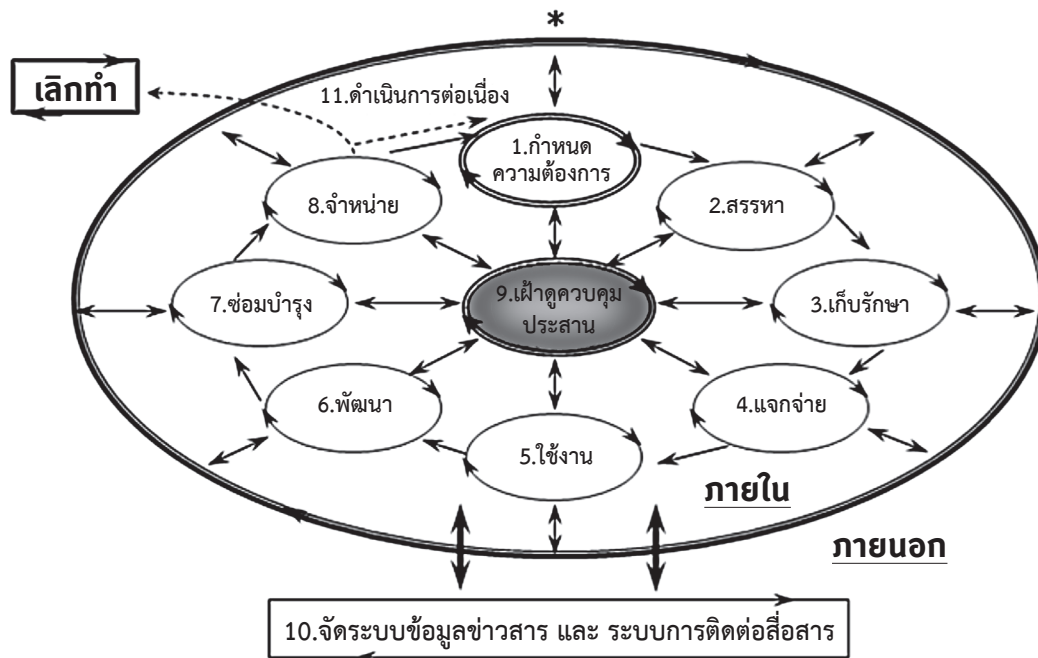 *
เลิกทำ
11.ดำเนินการต่อเนื่อง
1.กำหนด
ความต้องการ
8.จำหน่าย
2.สรรหา
7.ซ่อมบำรุง
9.เฝ้าดูควบคุม
ประสาน
3.เก็บรักษา
6.พัฒนา
4.แจกจ่าย
5.ใช้งาน
ภายใน
ภายนอก
10.จัดระบบข้อมูลข่าวสาร และ ระบบการติดต่อสื่อสาร